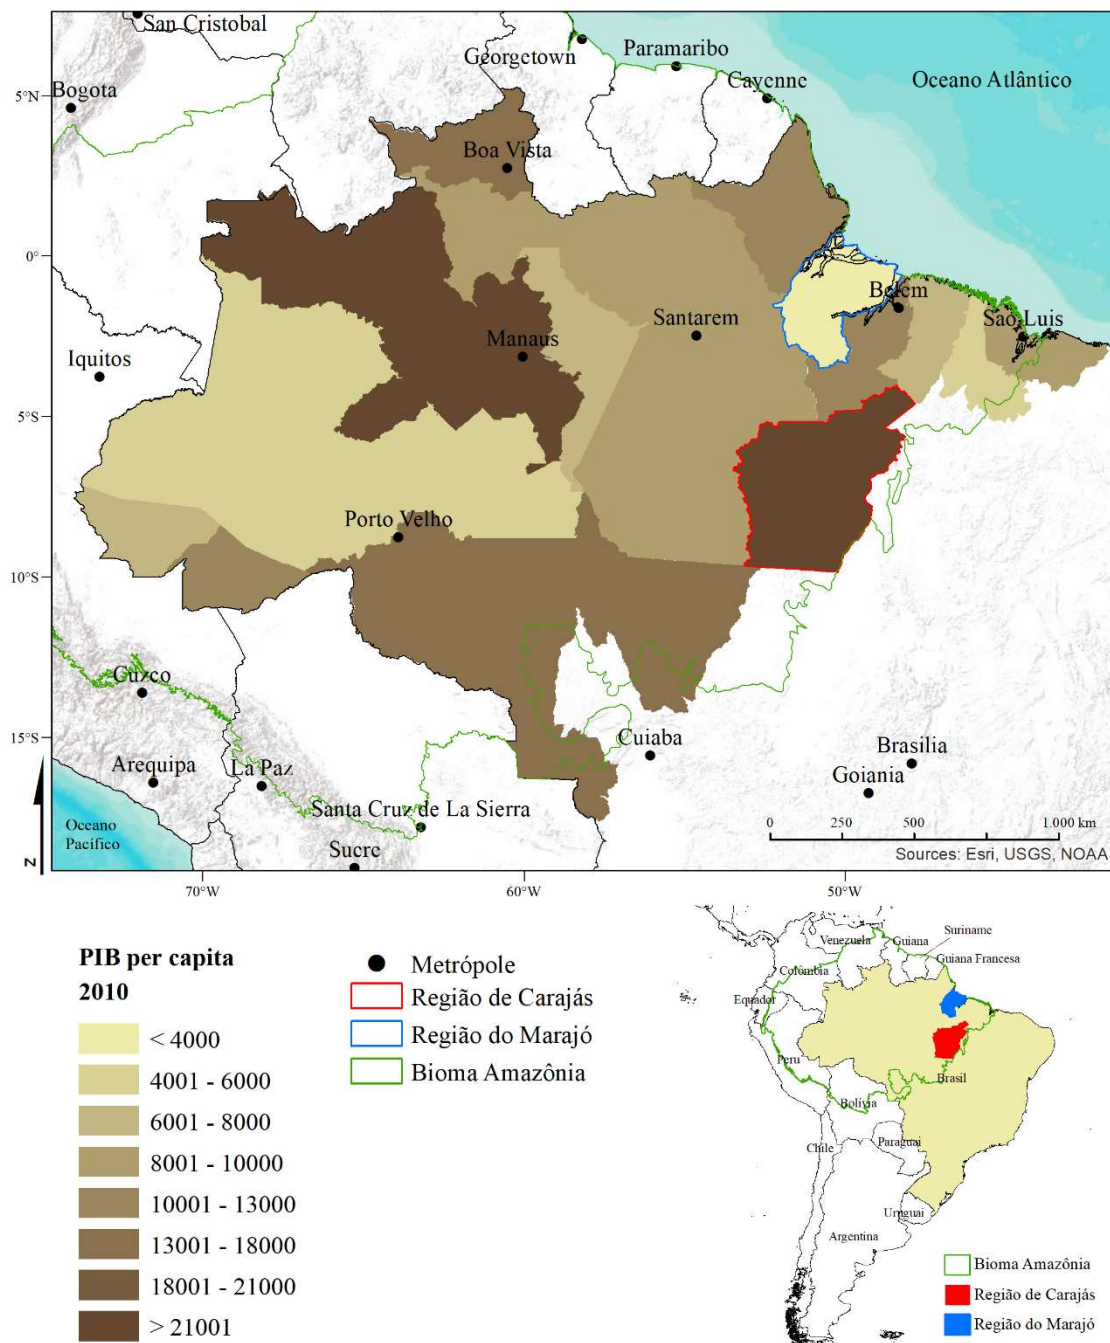 San Cristobal
Georgetown
Paramaribo
Bogota
Cayenne
Oceano Atlântico
5°N
Boa Vista
0°
Belem
Santarem
São Luis
Manaus
Iquitos
5°S
Porto Velho
10°S
Cuzco
15°S
Cuiaba
Brasilia
Arequipa
La Paz
Goiania
Santa Cruz de La Sierra
Oceano
Pacífico
0 250 500 1.000 km
Sucre
Sources: Esri, USGS, NOAA
N
70°W 60°W 50°W
PIB per capita
2010
< 4000
4001 - 6000
6001 - 8000
8001 - 10000
10001 - 13000
13001 - 18000
18001 - 21000
> 21001
Metrópole
Região de Carajás
Região do Marajó
Bioma Amazônia
Suriname
Venezuela
Guiana
Guiana Francesa
Colômbia
Equador
Peru
Brasil
Bolívia
Paraguai
Chile
Uruguai
Argentina
Bioma Amazônia
Região de Carajás
Região do Marajó